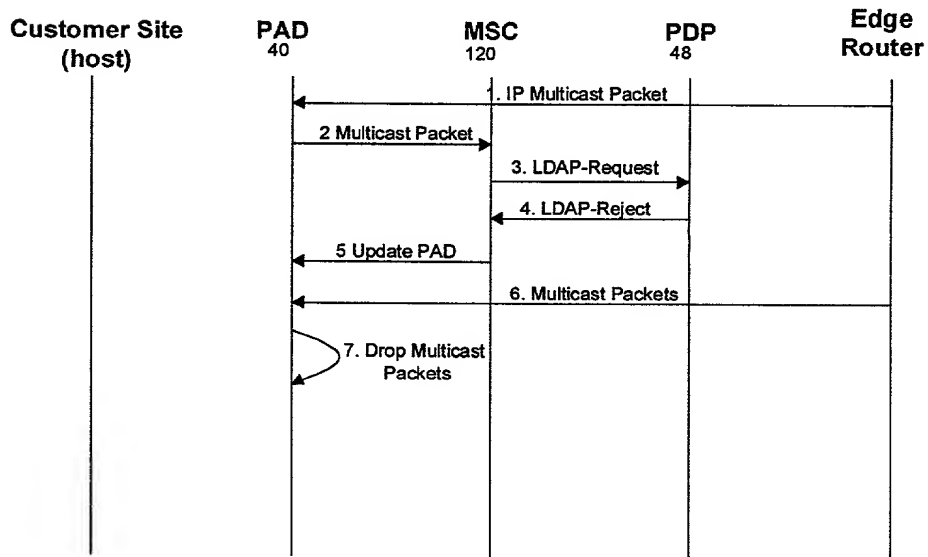 Customer Site
(host)
PAD
40
MSC
120
PDP
48
Edge
Router
1. IP Multicast Packet
2 Multicast Packet
3. LDAP-Request
4. LDAP-Reject
5 Update PAD
6. Multicast Packets
7. Drop Multicast
Packets